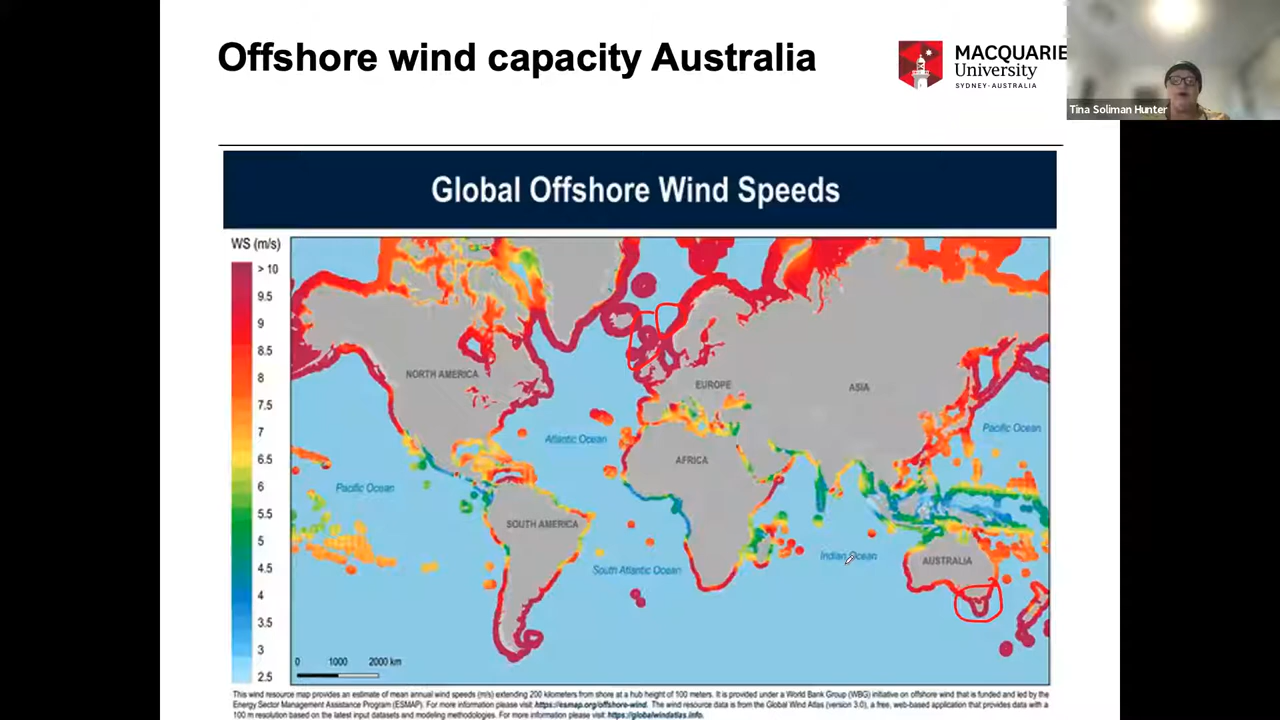 Offshore wind capacity Australia
MACQUARIE
University
SYDNEY·AUSTRALIA
Tina Soliman Hunter
Global Offshore Wind Speeds
WS (m/s)
> 10
9.5
9
8.5
8
7.5
7
6.5
6
5.5
5
4.5
4
3.5
3
2.5
NORTH AMERICA
EUROPE
ASIA
Pacific Ocean
Atlantic Ocean
AFRICA
Pacific Ocean
SOUTH AMERICA
Indian Ocean
AUSTRALIA
South Atlantic Ocean
0 1000 2000 km
This wind resource map provides an estimate of mean annual wind speeds (m/s) extending 200 kilometers from shore at a hub height of 100 meters. It is provided under a World Bank Group (WBG) initiative on offshore wind that is funded and led by the
Energy Sector Management Assistance Program (ESMAP). For more information please visit: https://esmap.org/offshore-wind. The wind resource data is from the Global Wind Atlas (version 3.0), a free, web-based application that provides data with a
100 m resolution based on the latest input datasets and modeling methodologies. For more information please visit: https://globalwindatlas.info.